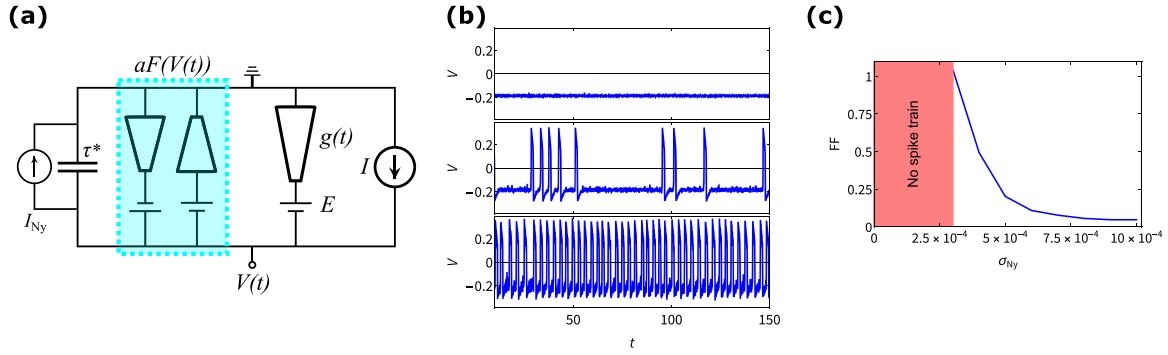 (a)
aF(V(t))
τ*
g(t)
I
E
I_Ny
V(t)
(b)
V
0.2
0
−0.2
V
0.2
0
−0.2
V
0.2
0
−0.2
50
100
150
t
(c)
FF
1
0.75
0.5
0.25
0
No spike train
0
2.5 × 10⁻⁴
5. × 10⁻⁴
7.5 × 10⁻⁴
10 × 10⁻⁴
σ_Ny